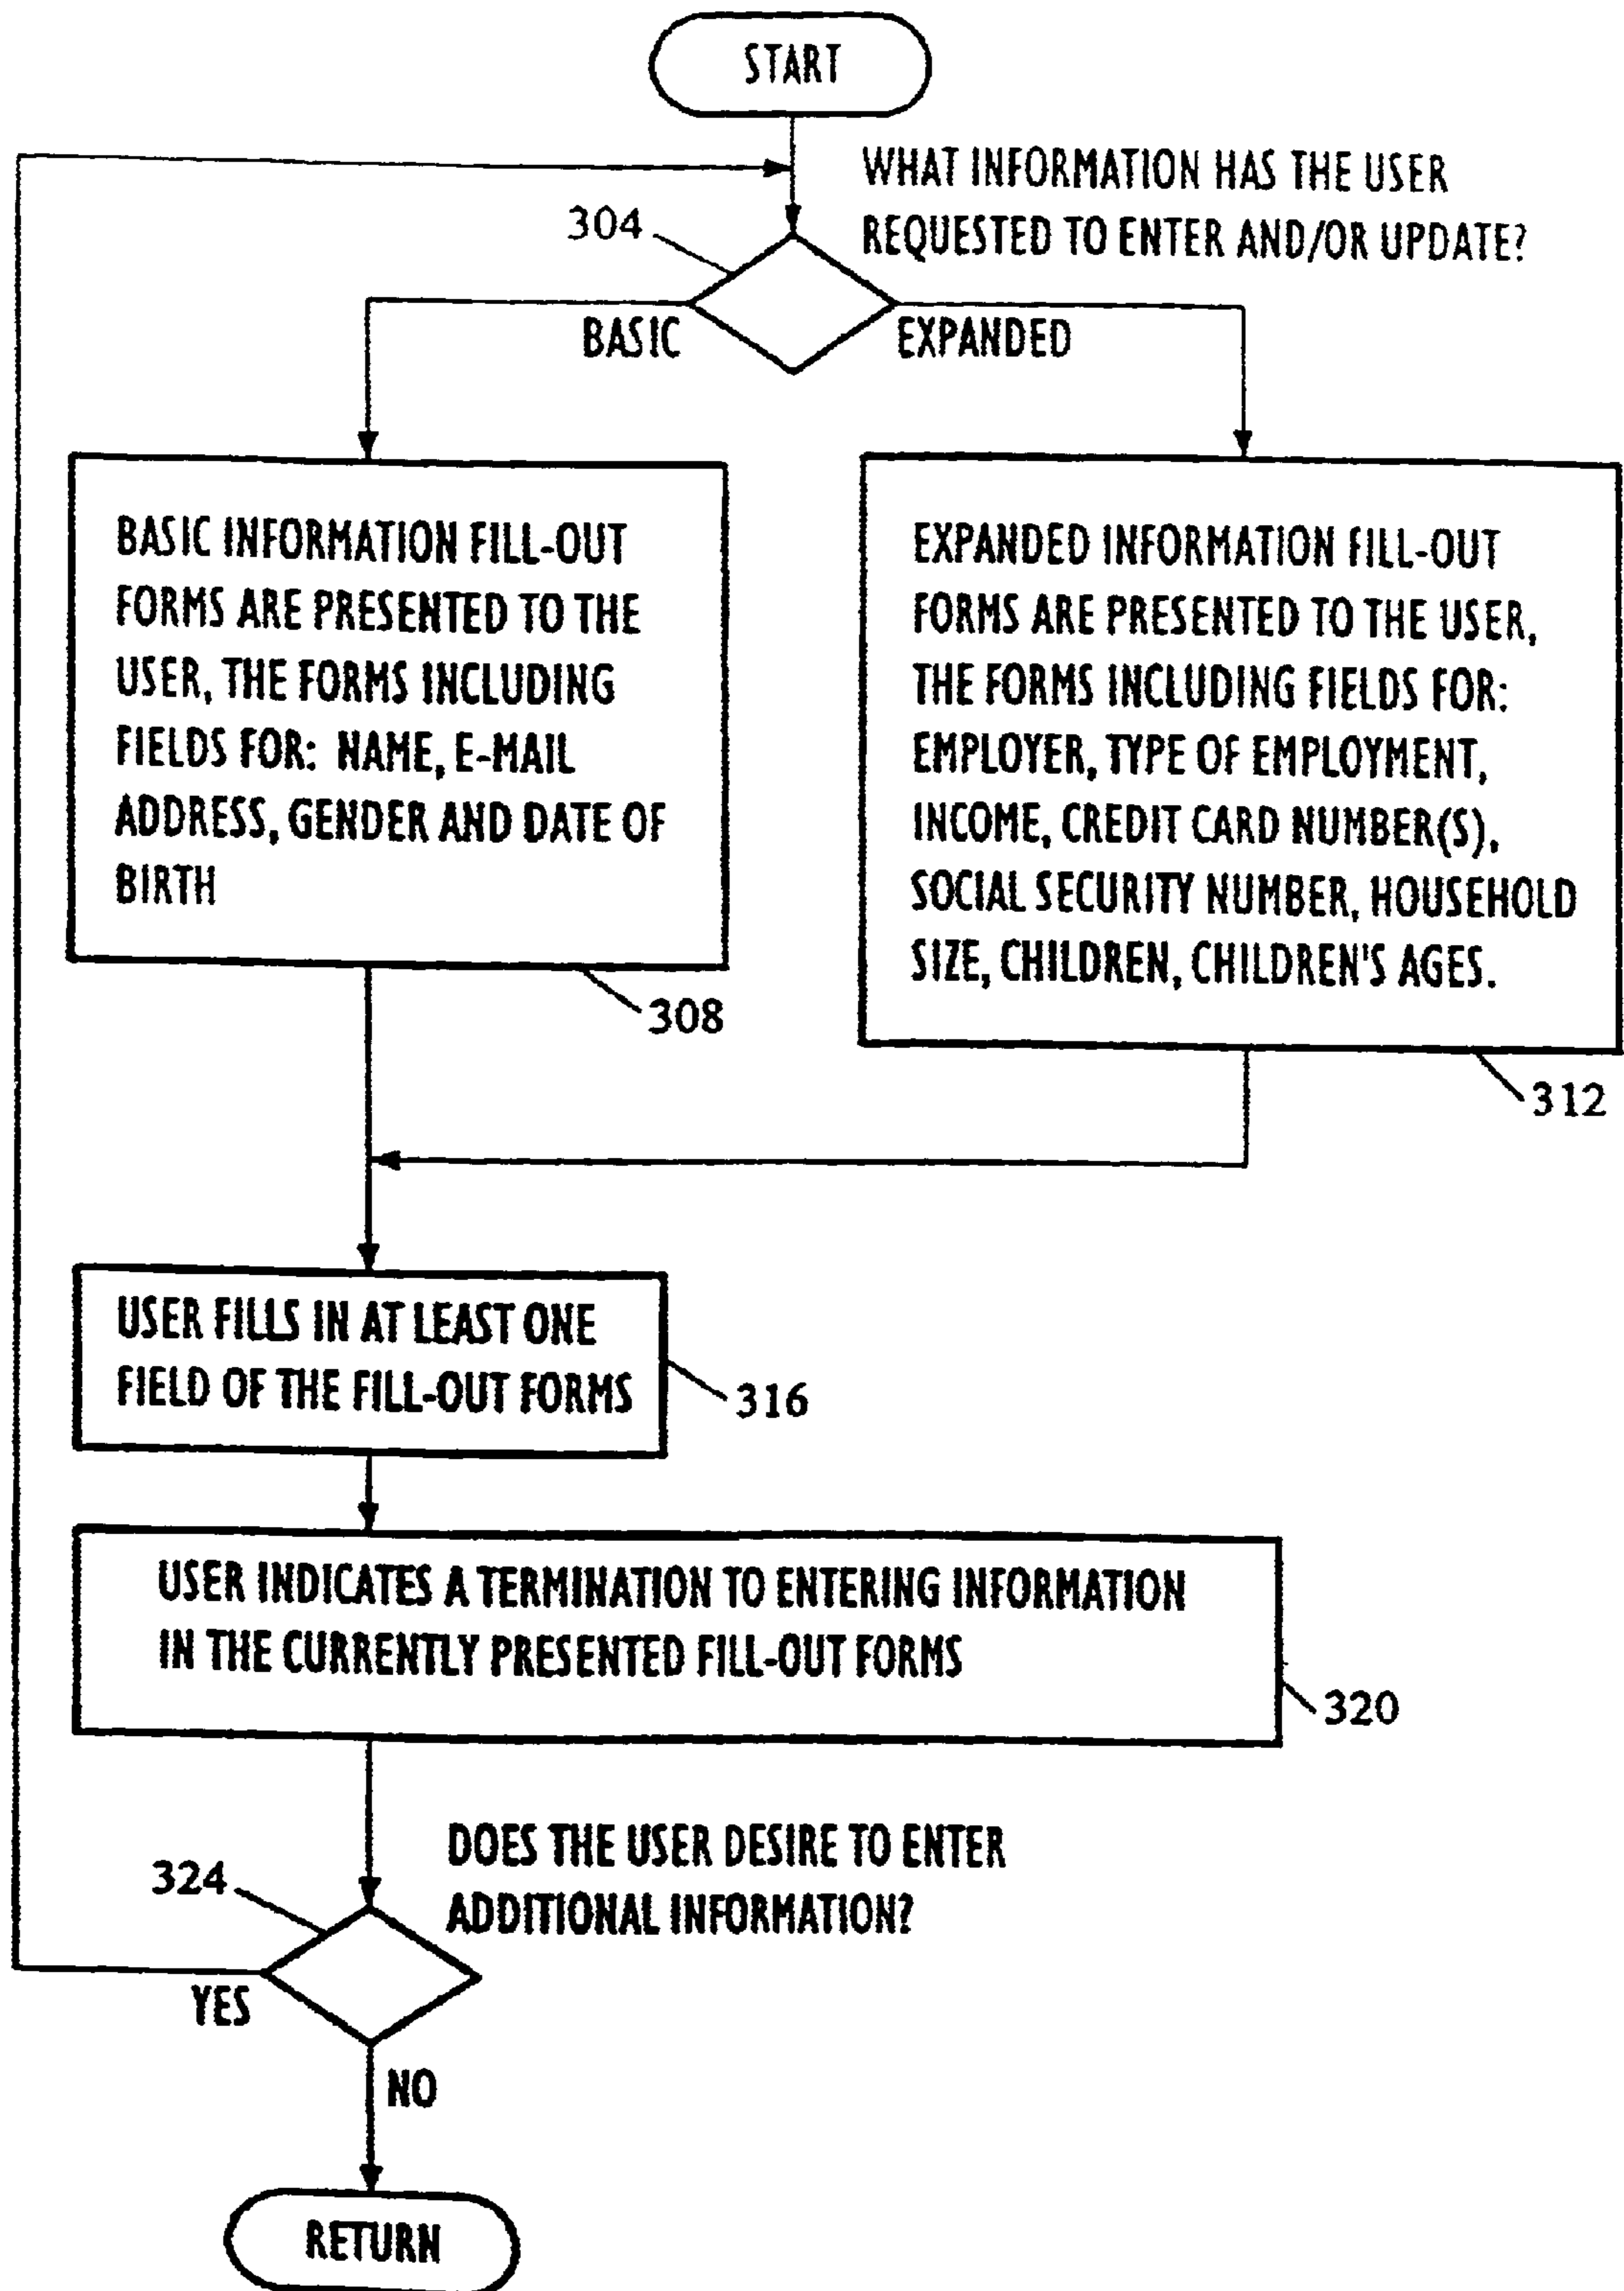 START
WHAT INFORMATION HAS THE USER
REQUESTED TO ENTER AND/OR UPDATE?
304
BASIC
EXPANDED
BASIC INFORMATION FILL-OUT
FORMS ARE PRESENTED TO THE
USER, THE FORMS INCLUDING
FIELDS FOR: NAME, E-MAIL
ADDRESS, GENDER AND DATE OF
BIRTH
308
EXPANDED INFORMATION FILL-OUT
FORMS ARE PRESENTED TO THE USER,
THE FORMS INCLUDING FIELDS FOR:
EMPLOYER, TYPE OF EMPLOYMENT,
INCOME, CREDIT CARD NUMBER(S),
SOCIAL SECURITY NUMBER, HOUSEHOLD
SIZE, CHILDREN, CHILDREN'S AGES.
312
USER FILLS IN AT LEAST ONE
FIELD OF THE FILL-OUT FORMS
316
USER INDICATES A TERMINATION TO ENTERING INFORMATION
IN THE CURRENTLY PRESENTED FILL-OUT FORMS
320
DOES THE USER DESIRE TO ENTER
ADDITIONAL INFORMATION?
324
YES
NO
RETURN